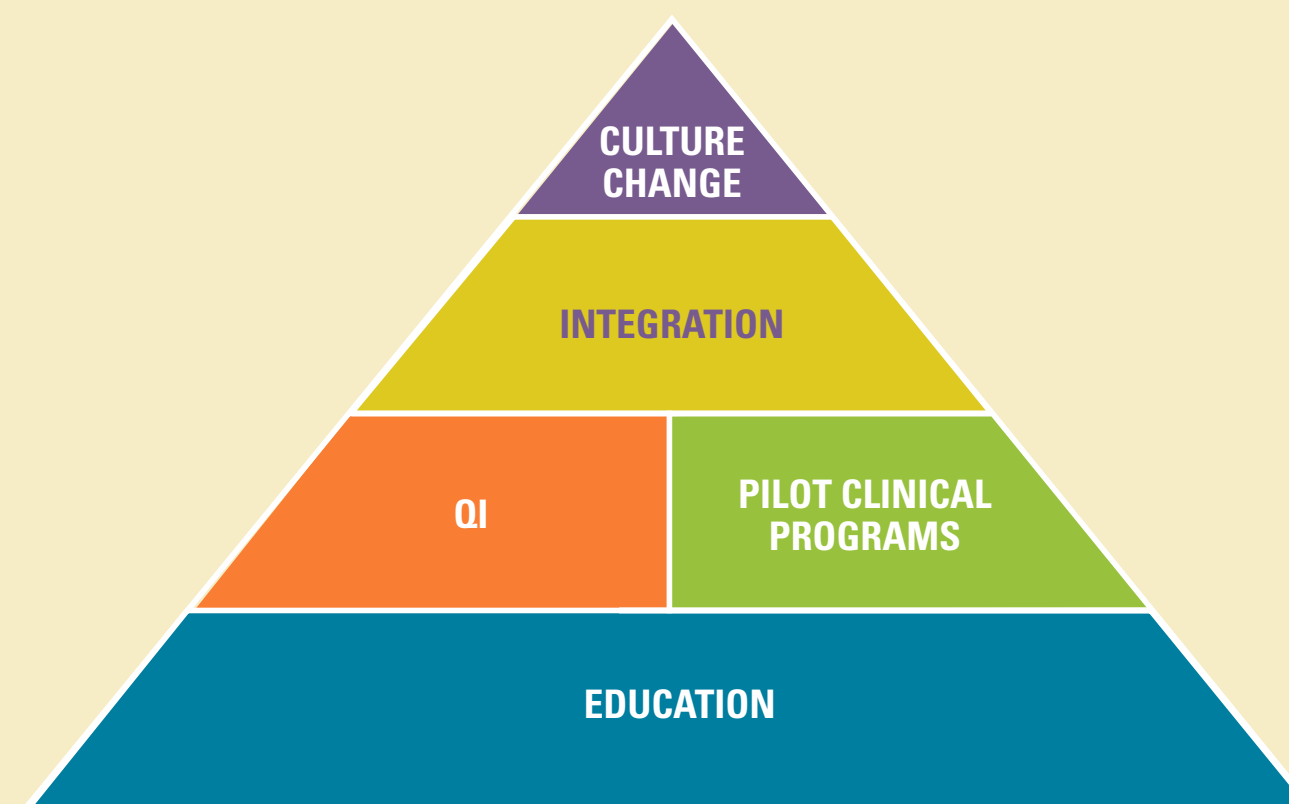 CULTURE
CHANGE
INTEGRATION
QI
PILOT CLINICAL
PROGRAMS
EDUCATION